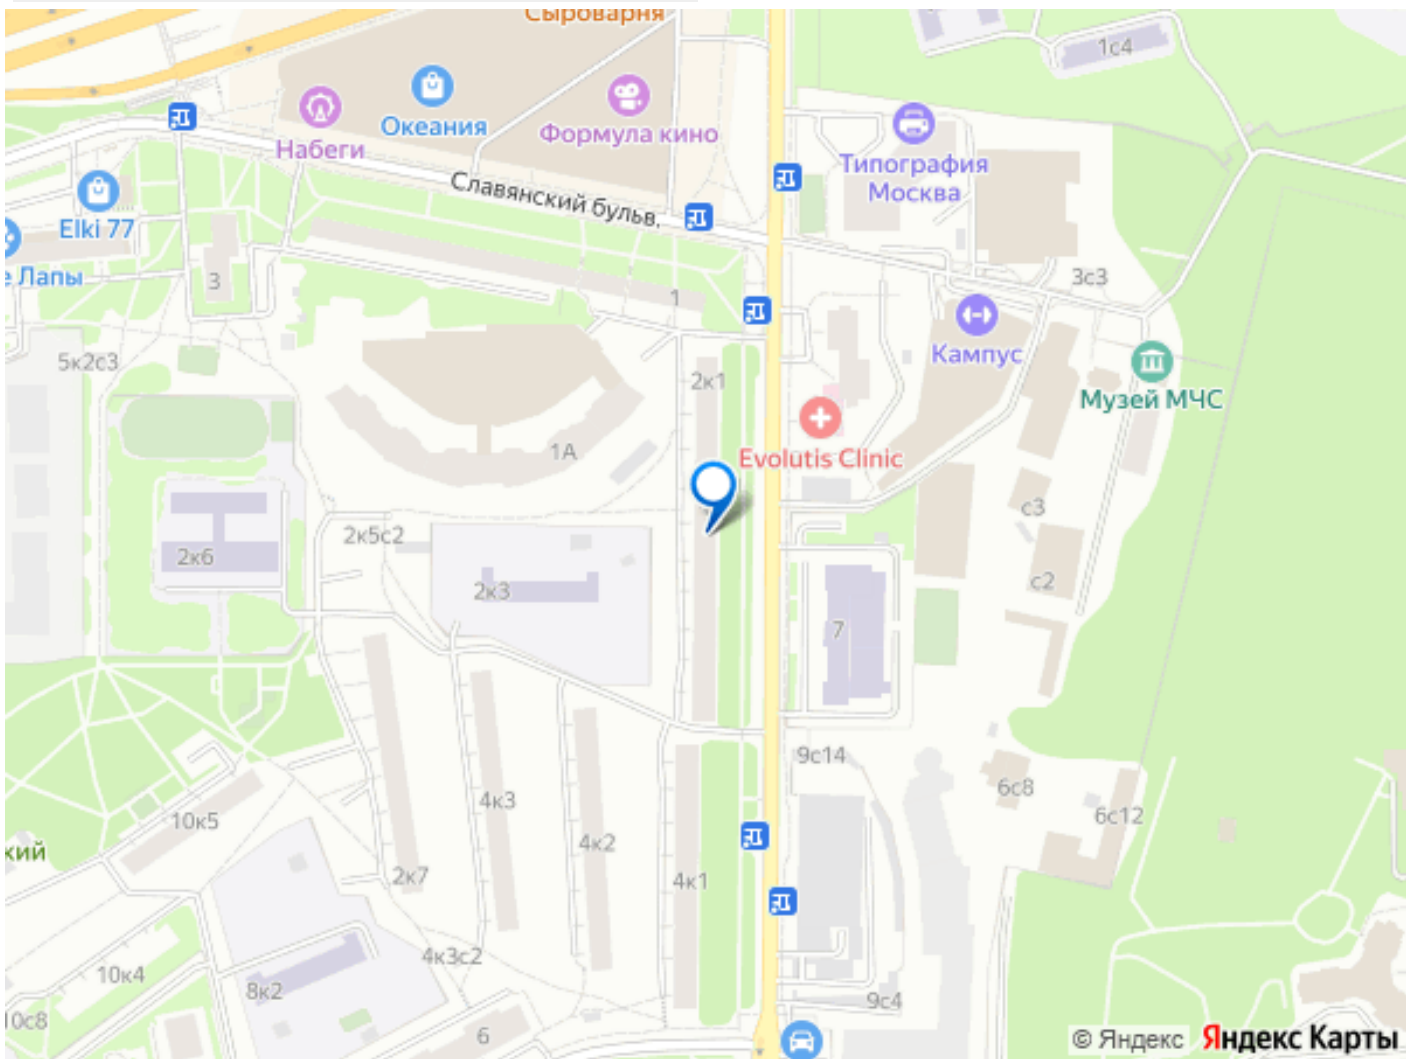 Сыроварня
1с4
Океания
Формула кино
Набеги
Типография
Москва
Славянский бульв.
Elki 77
е Лапы
3
1
3с3
Кампус
Музей МЧС
5к2с3
2к1
1А
Evolutis Clinic
с3
2к5с2
2к6
2к3
с2
7
9с14
6с8
6с12
10к5
4к3
кий
4к2
2к7
4к1
4к3с2
10к4
8к2
9с4
10с8
6
© Яндекс Яндекс Карты